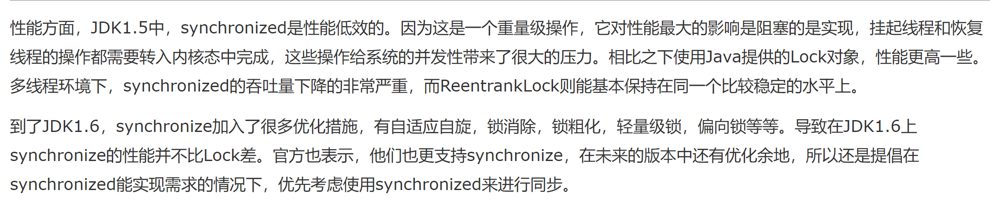 性能方面，JDK1.5中，synchronized是性能低效的。因为这是一个重量级操作，它对性能最大的影响是阻塞的是实现，挂起线程和恢复
线程的操作都需要转入内核态中完成，这些操作给系统的并发性带来了很大的压力。相比之下使用Java提供的Lock对象，性能更高一些。
多线程环境下，synchronized的吞吐量下降的非常严重，而ReentrankLock则能基本保持在同一个比较稳定的水平上。
到了JDK1.6，synchronize加入了很多优化措施，有自适应自旋，锁消除，锁粗化，轻量级锁，偏向锁等等。导致在JDK1.6上
synchronize的性能并不比Lock差。官方也表示，他们也更支持synchronize，在未来的版本中还有优化余地，所以还是提倡在
synchronized能实现需求的情况下，优先考虑使用synchronized来进行同步。